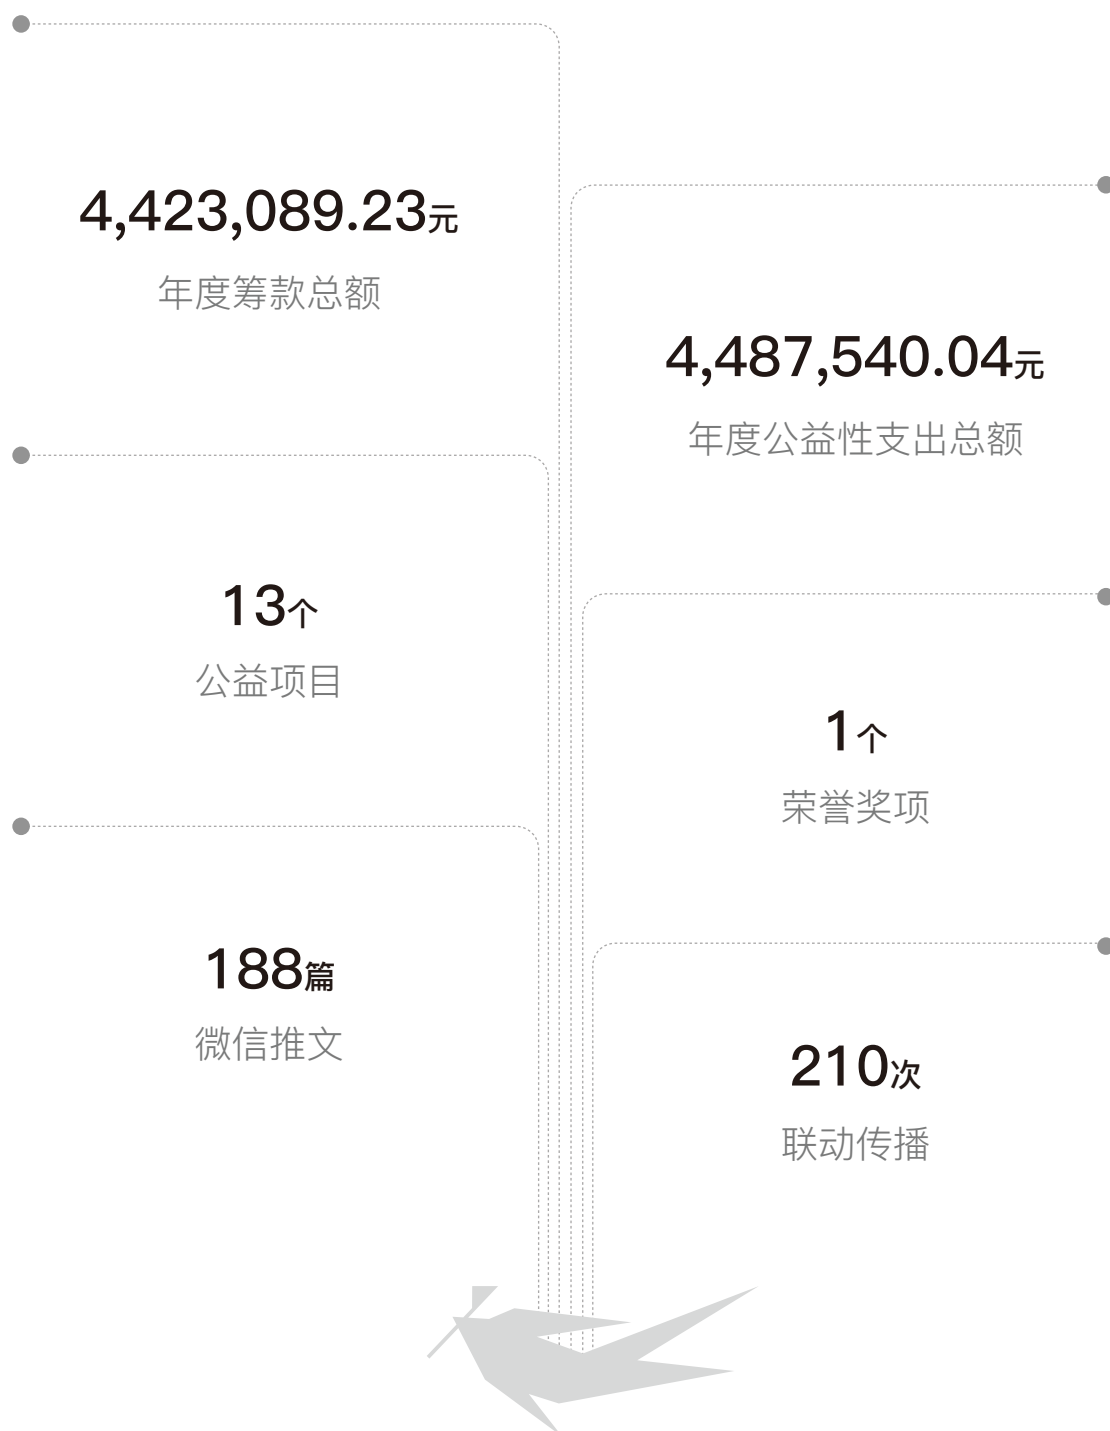 4,423,089.23元
年度筹款总额
4,487,540.04元
年度公益性支出总额
13个
公益项目
1个
荣誉奖项
188篇
微信推文
210次
联动传播